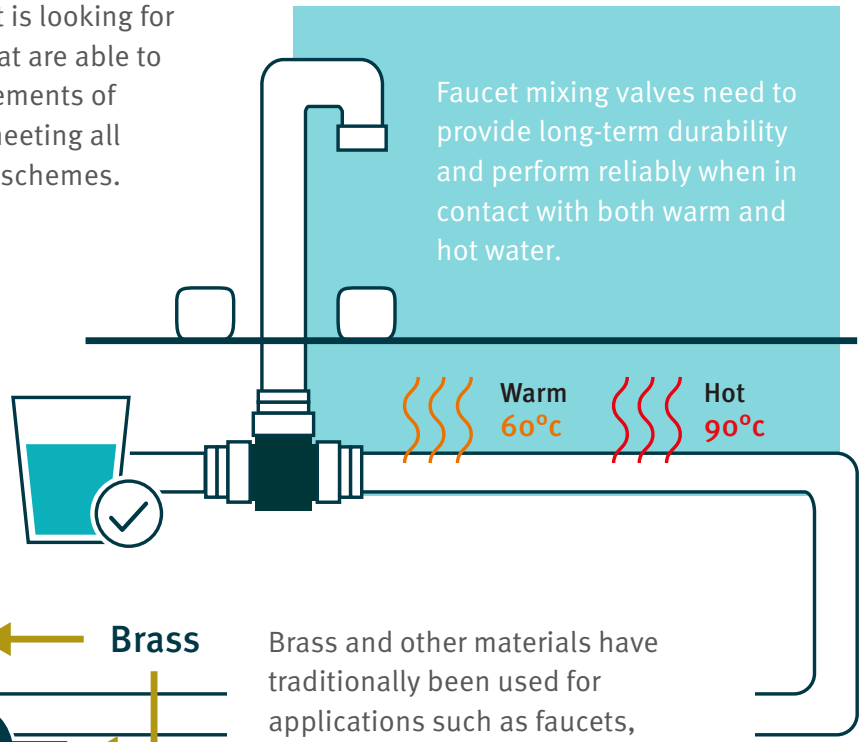 t is looking for
at are able to
ements of
neeting all
schemes.
Faucet mixing valves need to
provide long-term durability
and perform reliably when in
contact with both warm and
hot water.
Warm
60°c
Hot
90°c
Brass
Brass and other materials have
traditionally been used for
applications such as faucets,